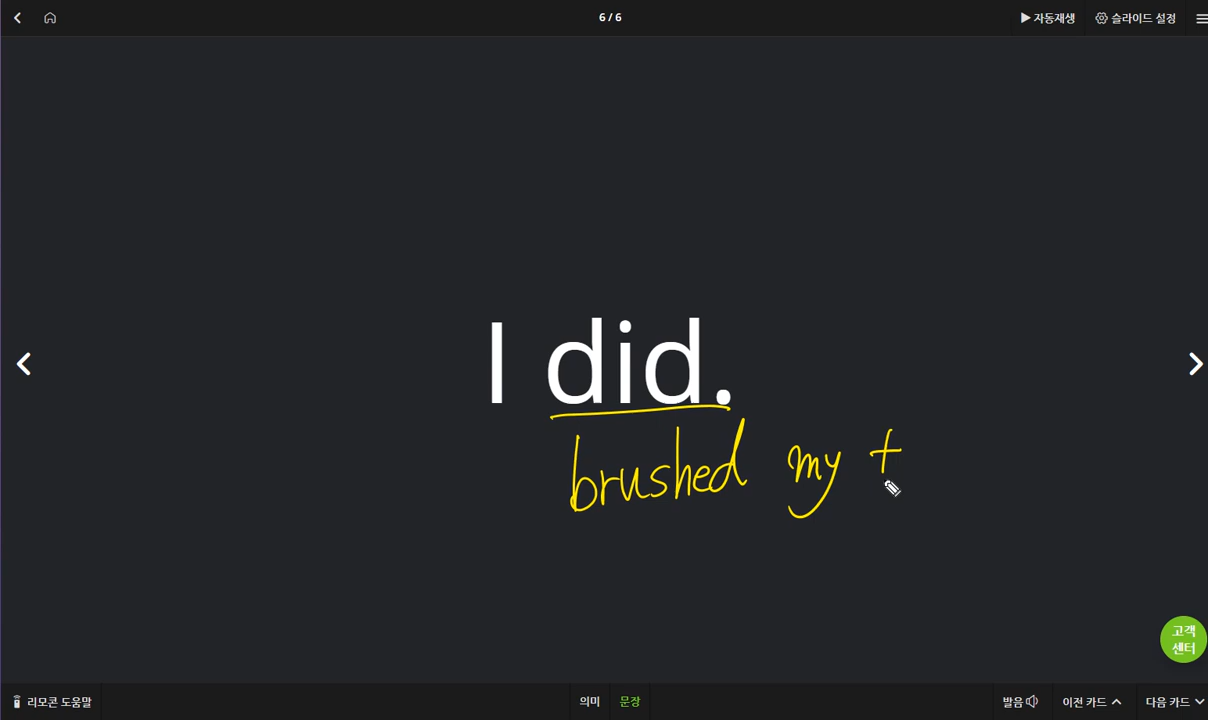 6 / 6
자동재생
슬라이드 설정
I did.
brushed my t
고객
센터
리모콘 도움말
의미
문장
발음
이전 카드
다음 카드